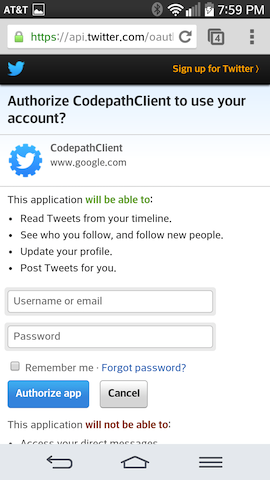 AT&T 7:59 PM
https://api.twitter.com/oauth 4
Sign up for Twitter >
Authorize CodepathClient to use your
account?
CodepathClient
www.google.com
This application will be able to:
• Read Tweets from your timeline.
• See who you follow, and follow new people.
• Update your profile.
• Post Tweets for you.
Username or email
Password
Remember me · Forgot password?
Authorize app Cancel
This application will not be able to:
• Access your direct messages